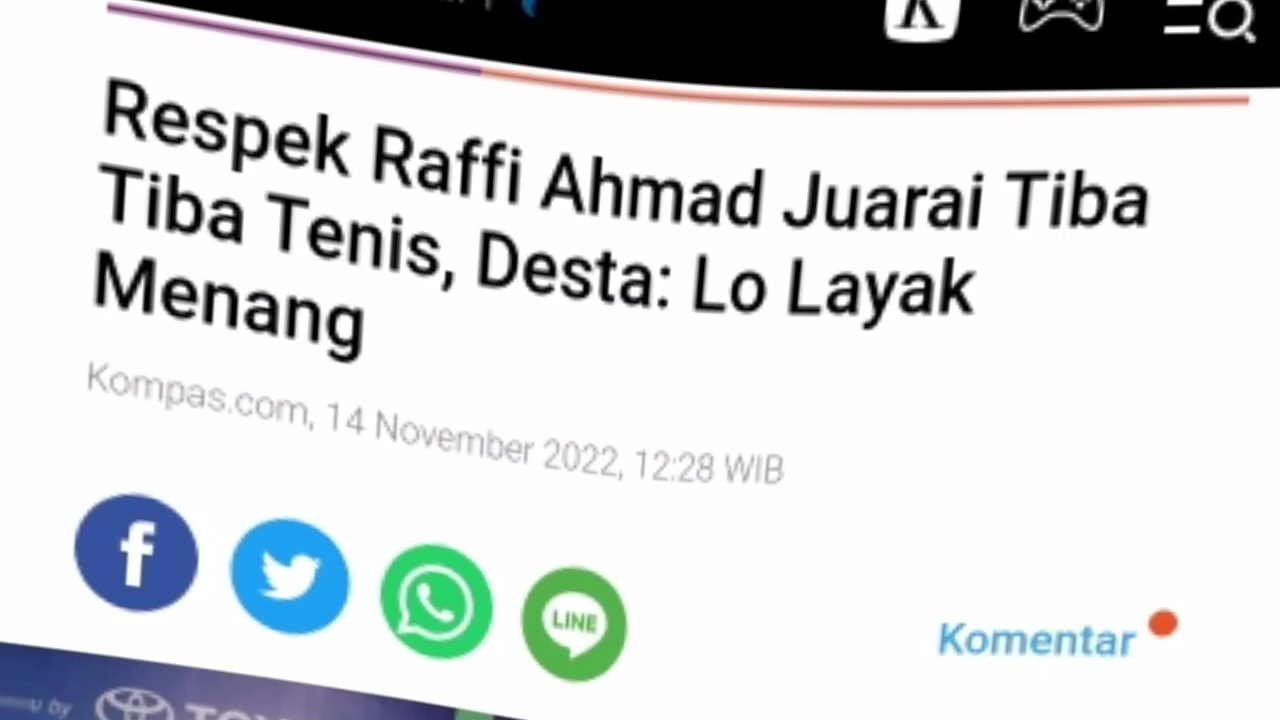 Respek Raffi Ahmad Juarai Tiba
Tiba Tenis, Desta: Lo Layak
Menang
Kompas.com, 14 November 2022, 12:28 WIB
LINE
Komentar
by